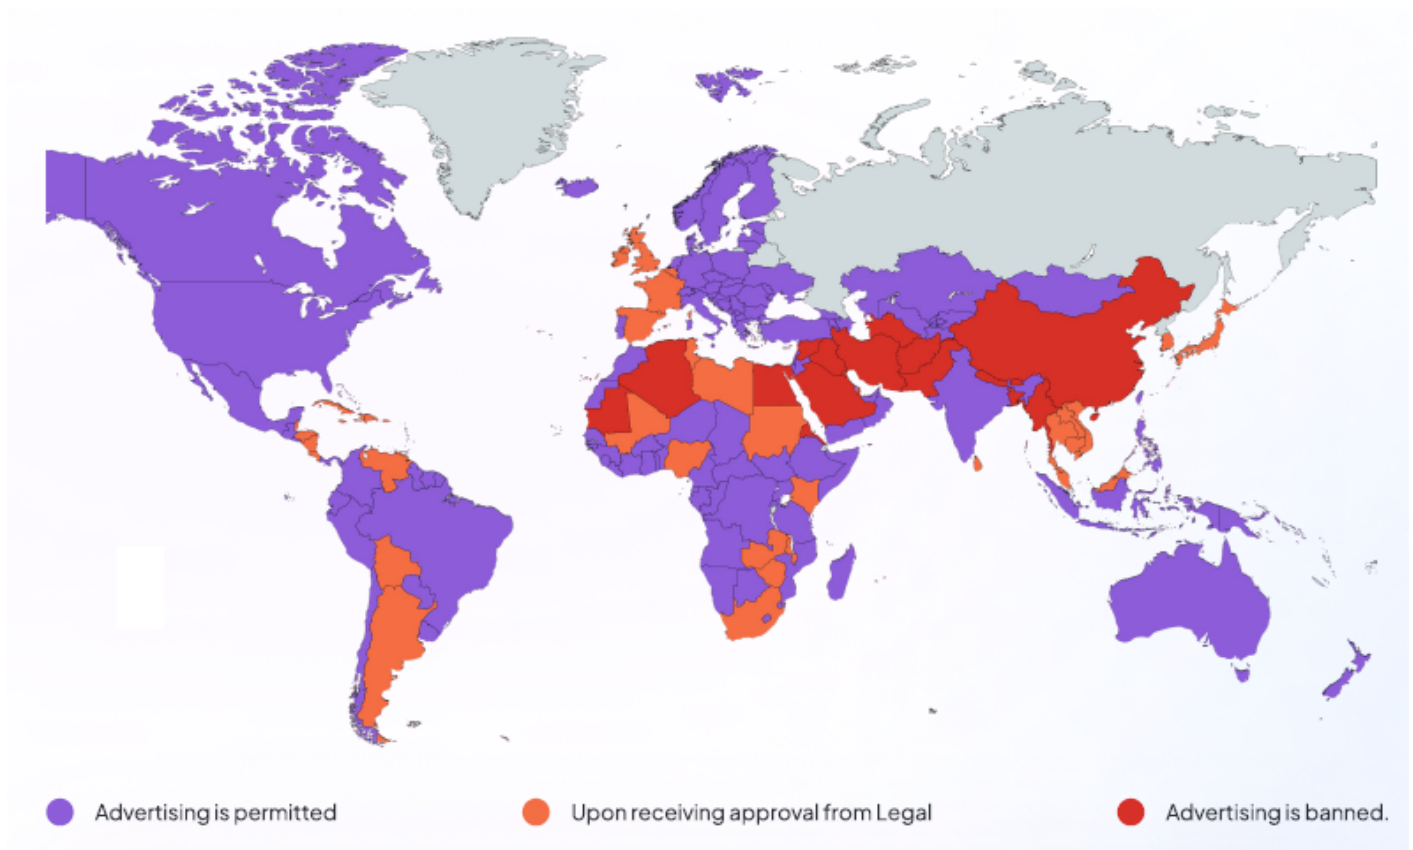 Advertising is permitted
Upon receiving approval from Legal
Advertising is banned.